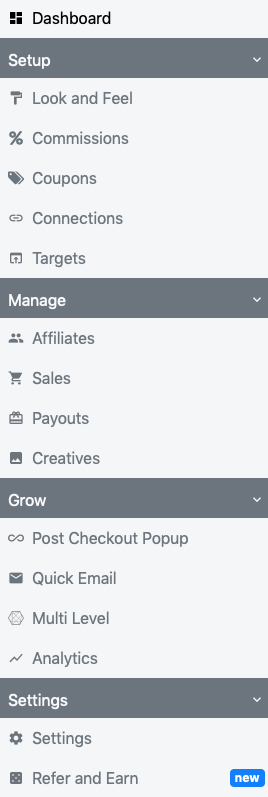 Dashboard
Setup
Look and Feel
Commissions
Coupons
Connections
Targets
Manage
Affiliates
Sales
Payouts
Creatives
Grow
Post Checkout Popup
Quick Email
Multi Level
Analytics
Settings
Settings
Refer and Earn new